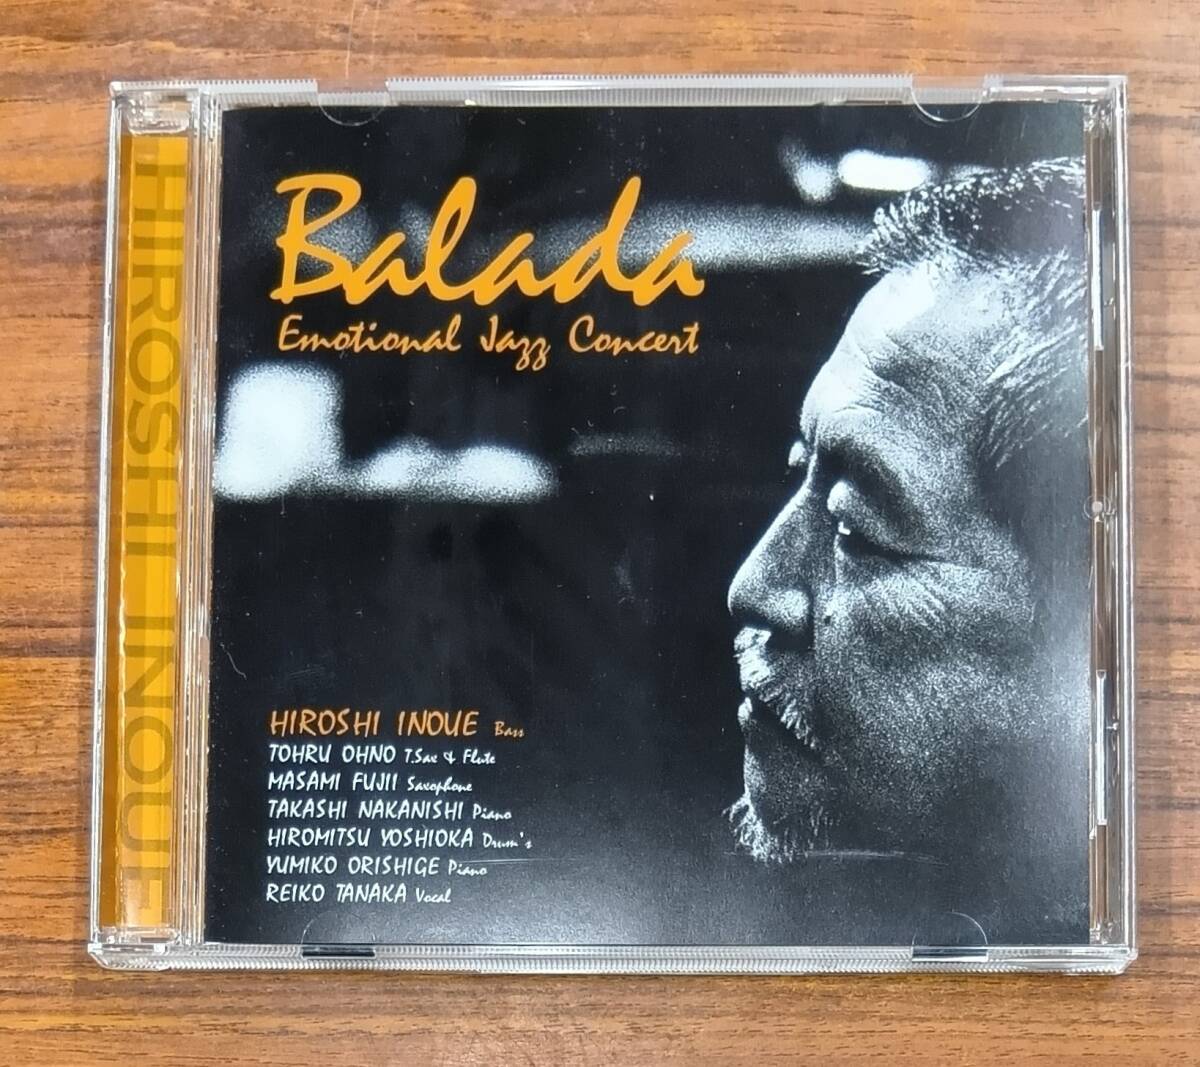 HIROSHI INOUE
Balada
Emotional Jazz Concert
HIROSHI INOUE Bass
TOHRU OHNO T.Sax & Flute
MASAMI FUJII Saxophone
TAKASHI NAKANISHI Piano
HIROMITSU YOSHIOKA Drum's
YUMIKO ORISHIGE Piano
REIKO TANAKA Vocal